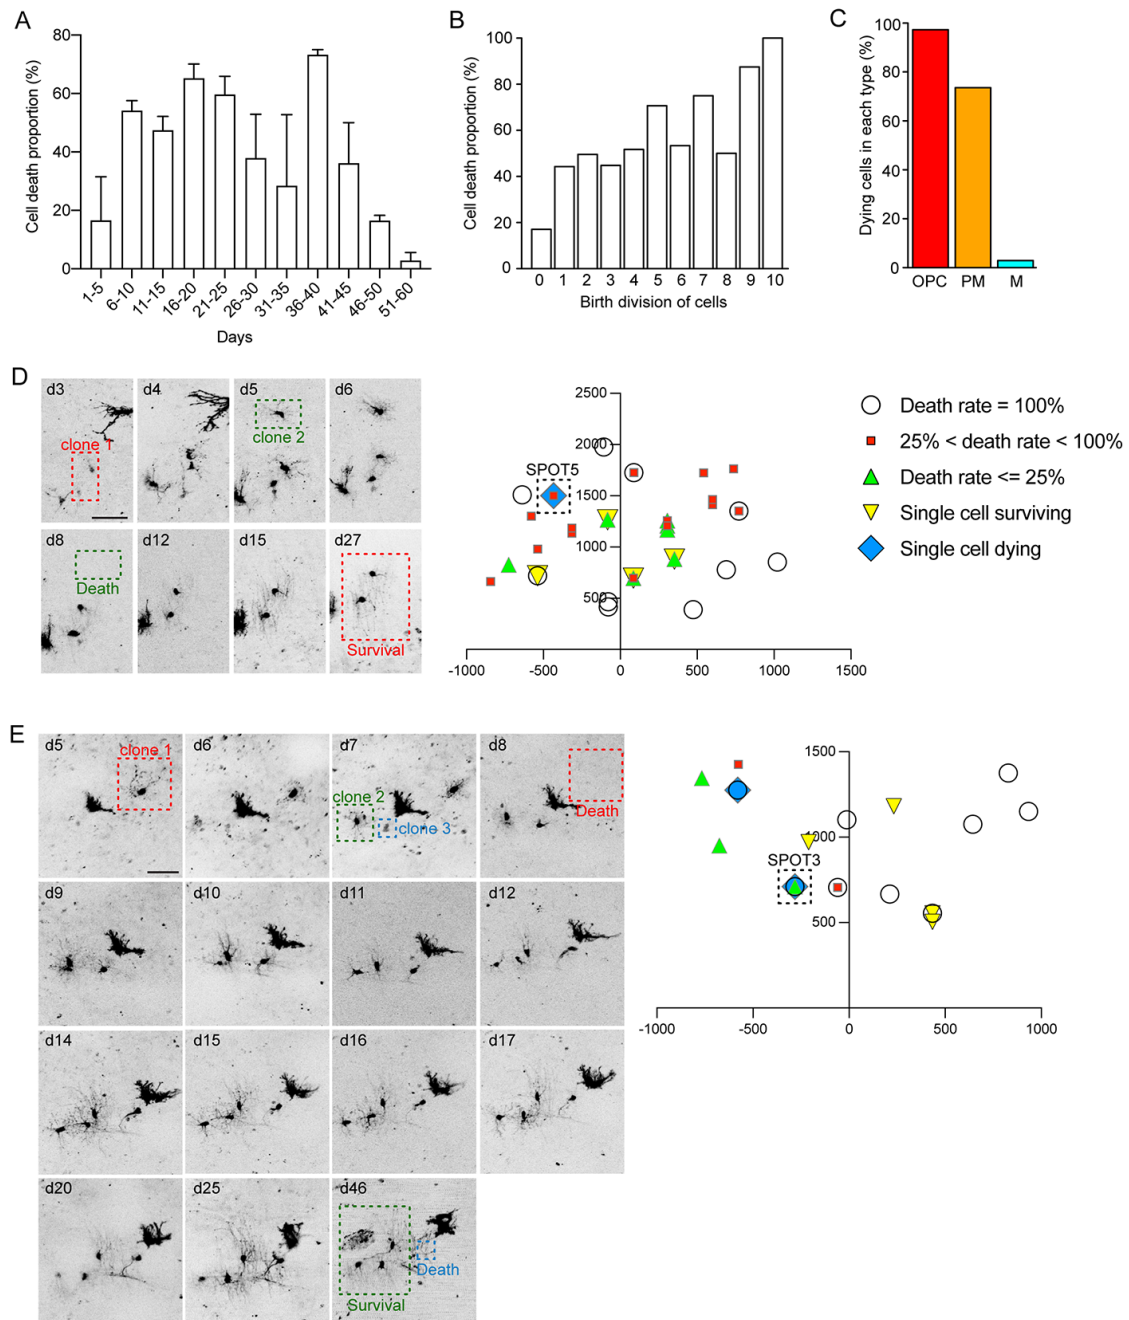 A
Cell death proportion (%)
80
60
40
20
0
1-5
6-10
11-15
16-20
21-25
26-30
31-35
36-40
41-45
46-50
51-60
Days
B
Cell death proportion (%)
100
80
60
40
20
0
0 1 2 3 4 5 6 7 8 9 10
Birth division of cells
C
Dying cells in each type (%)
100
80
60
40
20
0
OPC PM M
D
d3
clone 1
d4
d5
clone 2
d6
d8
Death
d12
d15
d27
Survival
2500
2000
1500
1000
500
SPOT5
-1000 -500 0 500 1000 1500
Death rate = 100%
25% < death rate < 100%
Death rate <= 25%
Single cell surviving
Single cell dying
E
d5
clone 1
d6
d7
clone 2
clone 3
d8
Death
d9
d10
d11
d12
d14
d15
d16
d17
d20
d25
d46
Death
Survival
1500
1000
SPOT3
500
-1000 -500 0 500 1000